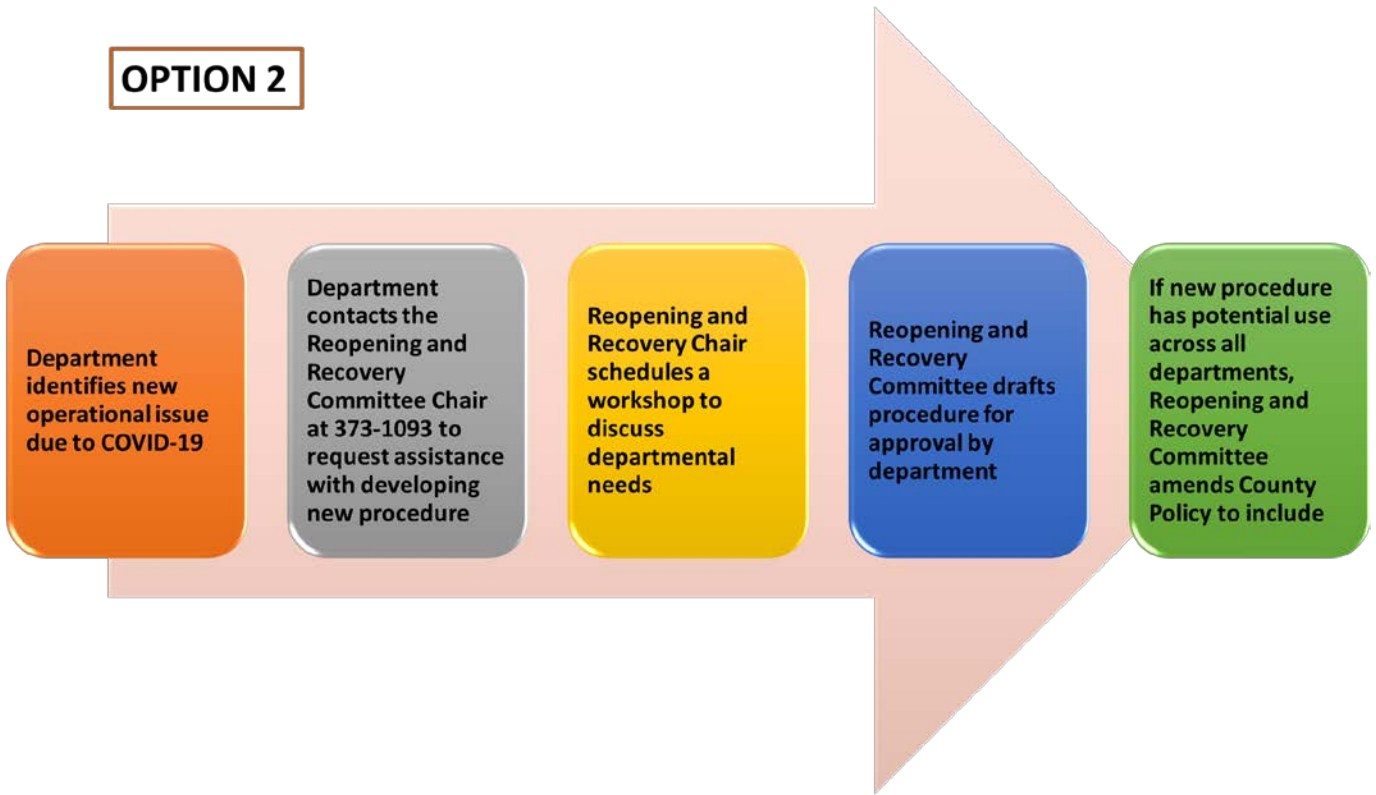 OPTION 2
Department
identifies new
operational issue
due to COVID-19
Department
contacts the
Reopening and
Recovery
Committee Chair
at 373-1093 to
request assistance
with developing
new procedure
Reopening and
Recovery Chair
schedules a
workshop to
discuss
departmental
needs
Reopening and
Recovery
Committee drafts
procedure for
approval by
department
If new procedure
has potential use
across all
departments,
Reopening and
Recovery
Committee
amends County
Policy to include